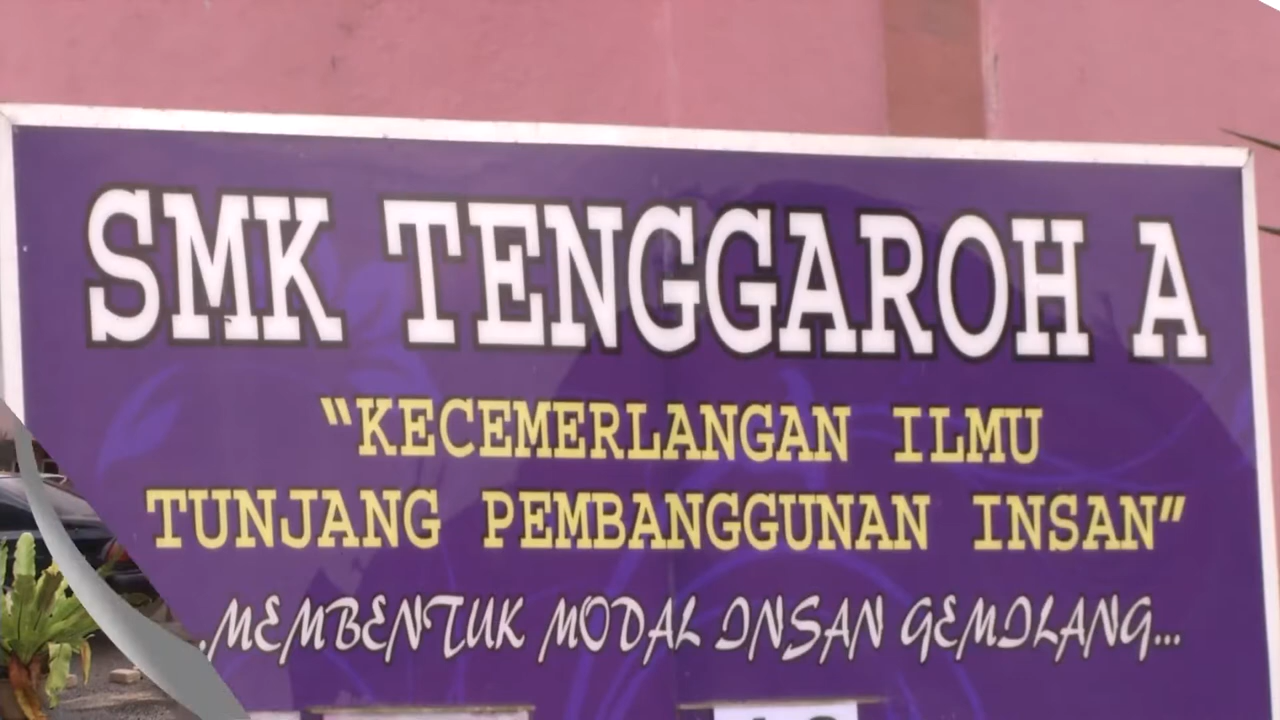 SMK TENGGAROH A
“KECEMERLANGAN ILMU
TUNJANG PEMBANGGUNAN INSAN”
..MEMBENTUK MODAL INSAN GEMILANG...